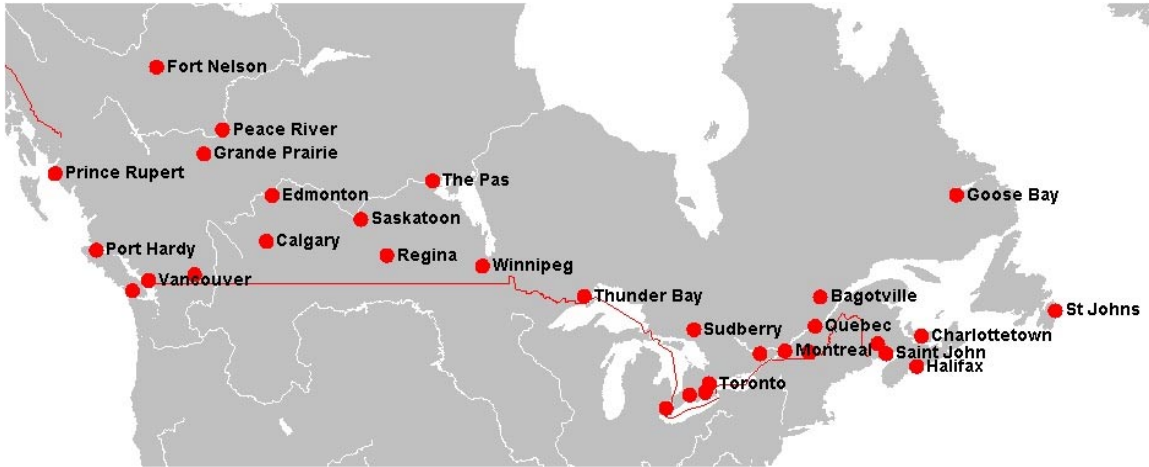 Fort Nelson
Peace River
Grande Prairie
Prince Rupert
The Pas
Edmonton
Goose Bay
Saskatoon
Calgary
Port Hardy
Regina
Winnipeg
Vancouver
Thunder Bay
Bagotville
St Johns
Sudberry
Quebec
Charlottetown
Montreal
Saint John
Halifax
Toronto